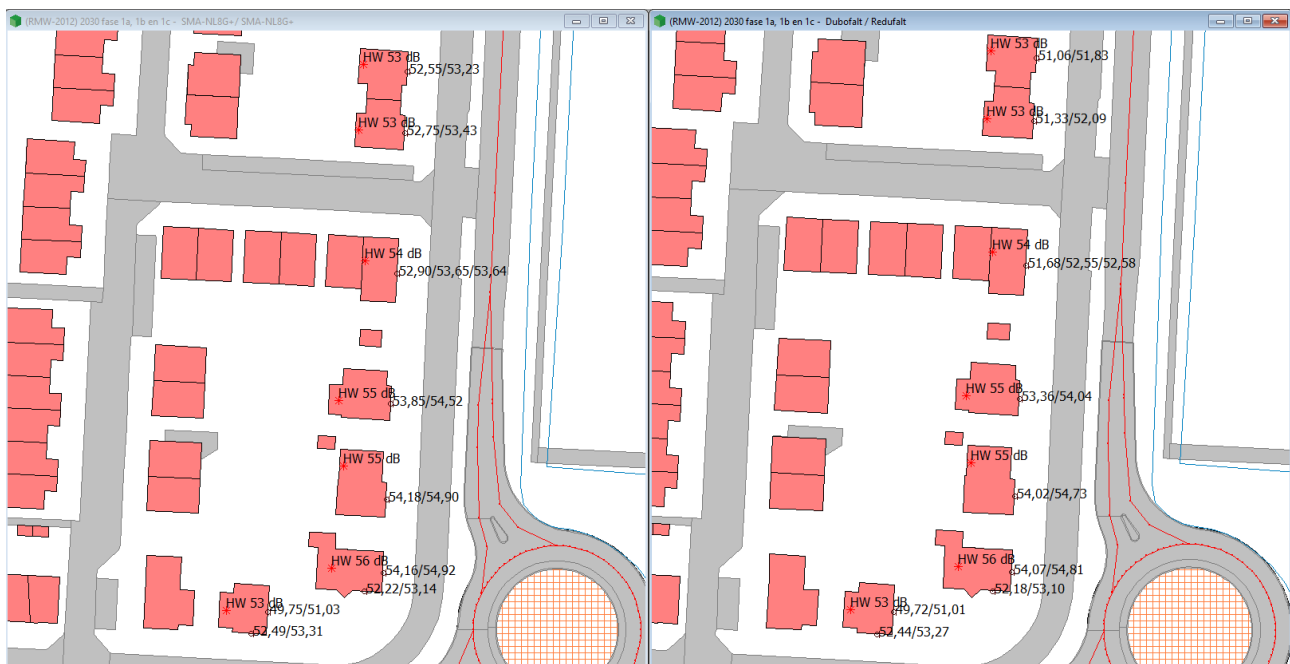 (RMW-2012) 2030 fase 1a, 1b en 1c - SMA-NL8G+/ SMA-NL8G+
HW 53 dB
52,55/53,23
HW 53 dB
52,75/53,43
HW 54 dB
52,90/53,65/53,64
HW 55 dB
53,85/54,52
HW 55 dB
54,18/54,90
HW 56 dB
54,16/54,92
52,22/53,14
HW 53 dB
49,75/51,03
52,49/53,31
(RMW-2012) 2030 fase 1a, 1b en 1c - Dubofalt / Redufalt
HW 53 dB
51,06/51,83
HW 53 dB
51,33/52,09
HW 54 dB
51,68/52,55/52,58
HW 55 dB
53,36/54,04
HW 55 dB
54,02/54,73
HW 56 dB
54,07/54,81
52,18/53,10
HW 53 dB
49,72/51,01
52,44/53,27